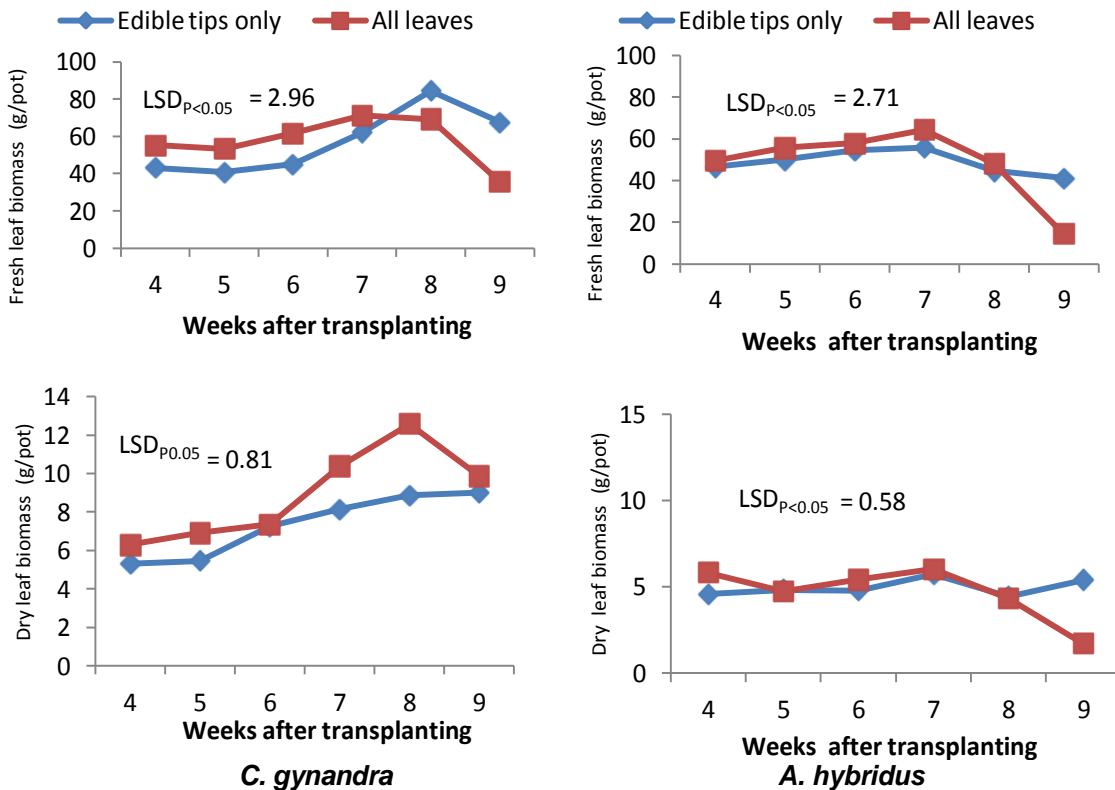 Edible tips only All leaves
Fresh leaf biomass (g/pot)
100
80
60
40
20
0
LSDP<0.05 = 2.96
4 5 6 7 8 9
Weeks after transplanting
Edible tips only All leaves
Fresh leaf biomass (g/pot)
100
80
60
40
20
0
LSDP<0.05 = 2.71
4 5 6 7 8 9
Weeks after transplanting
Dry leaf biomass (g/pot)
14
12
10
8
6
4
2
0
LSDP0.05 = 0.81
4 5 6 7 8 9
Weeks after transplanting
C. gynandra
Dry leaf biomass (g/pot)
15
10
5
0
LSDP<0.05 = 0.58
4 5 6 7 8 9
Weeks after transplanting
A. hybridus